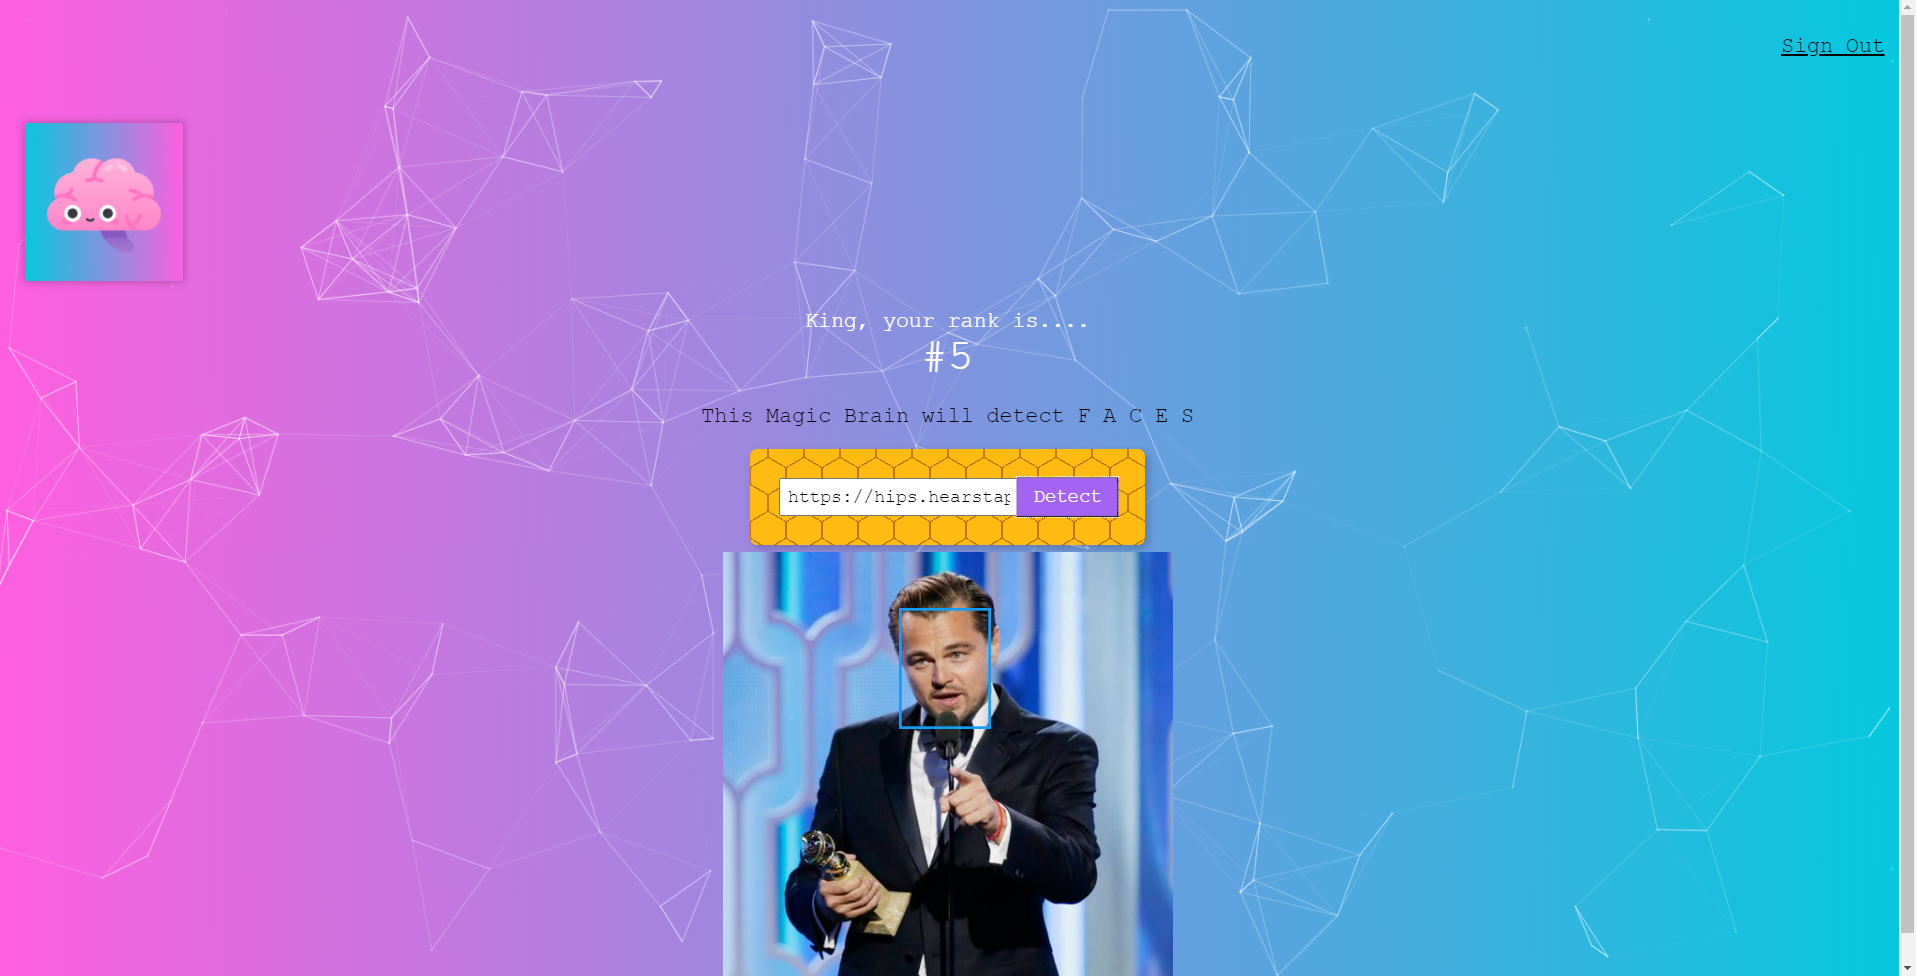 Sign Out
King, your rank is....
#5
This Magic Brain will detect F A C E S
https://hips.hearstap
Detect